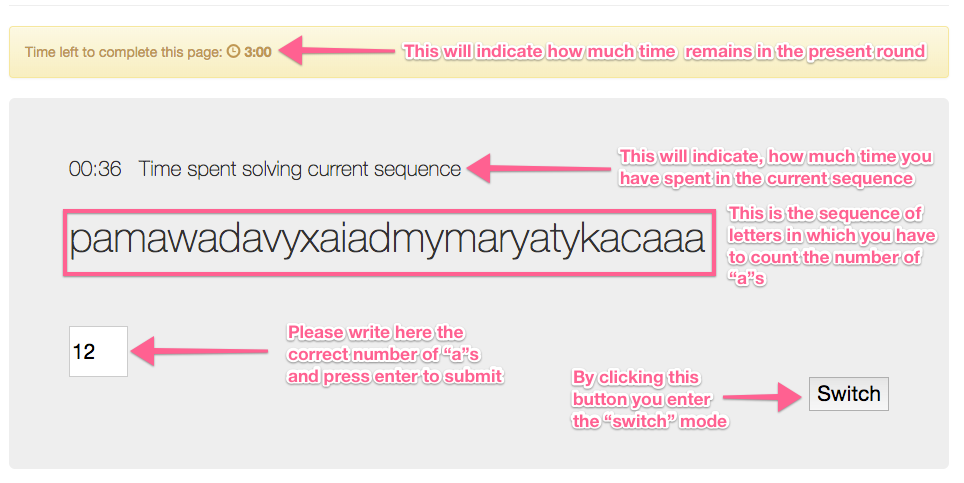 Time left to complete this page: 3:00
This will indicate how much time remains in the present round
00:36 Time spent solving current sequence
This will indicate, how much time you
have spent in the current sequence
pamawadavyxaiadmymaryatykacaaa
This is the sequence of
letters in which you have
to count the number of
“a”s
12
Please write here the
correct number of “a”s
and press enter to submit
By clicking this
button you enter
the “switch” mode
Switch